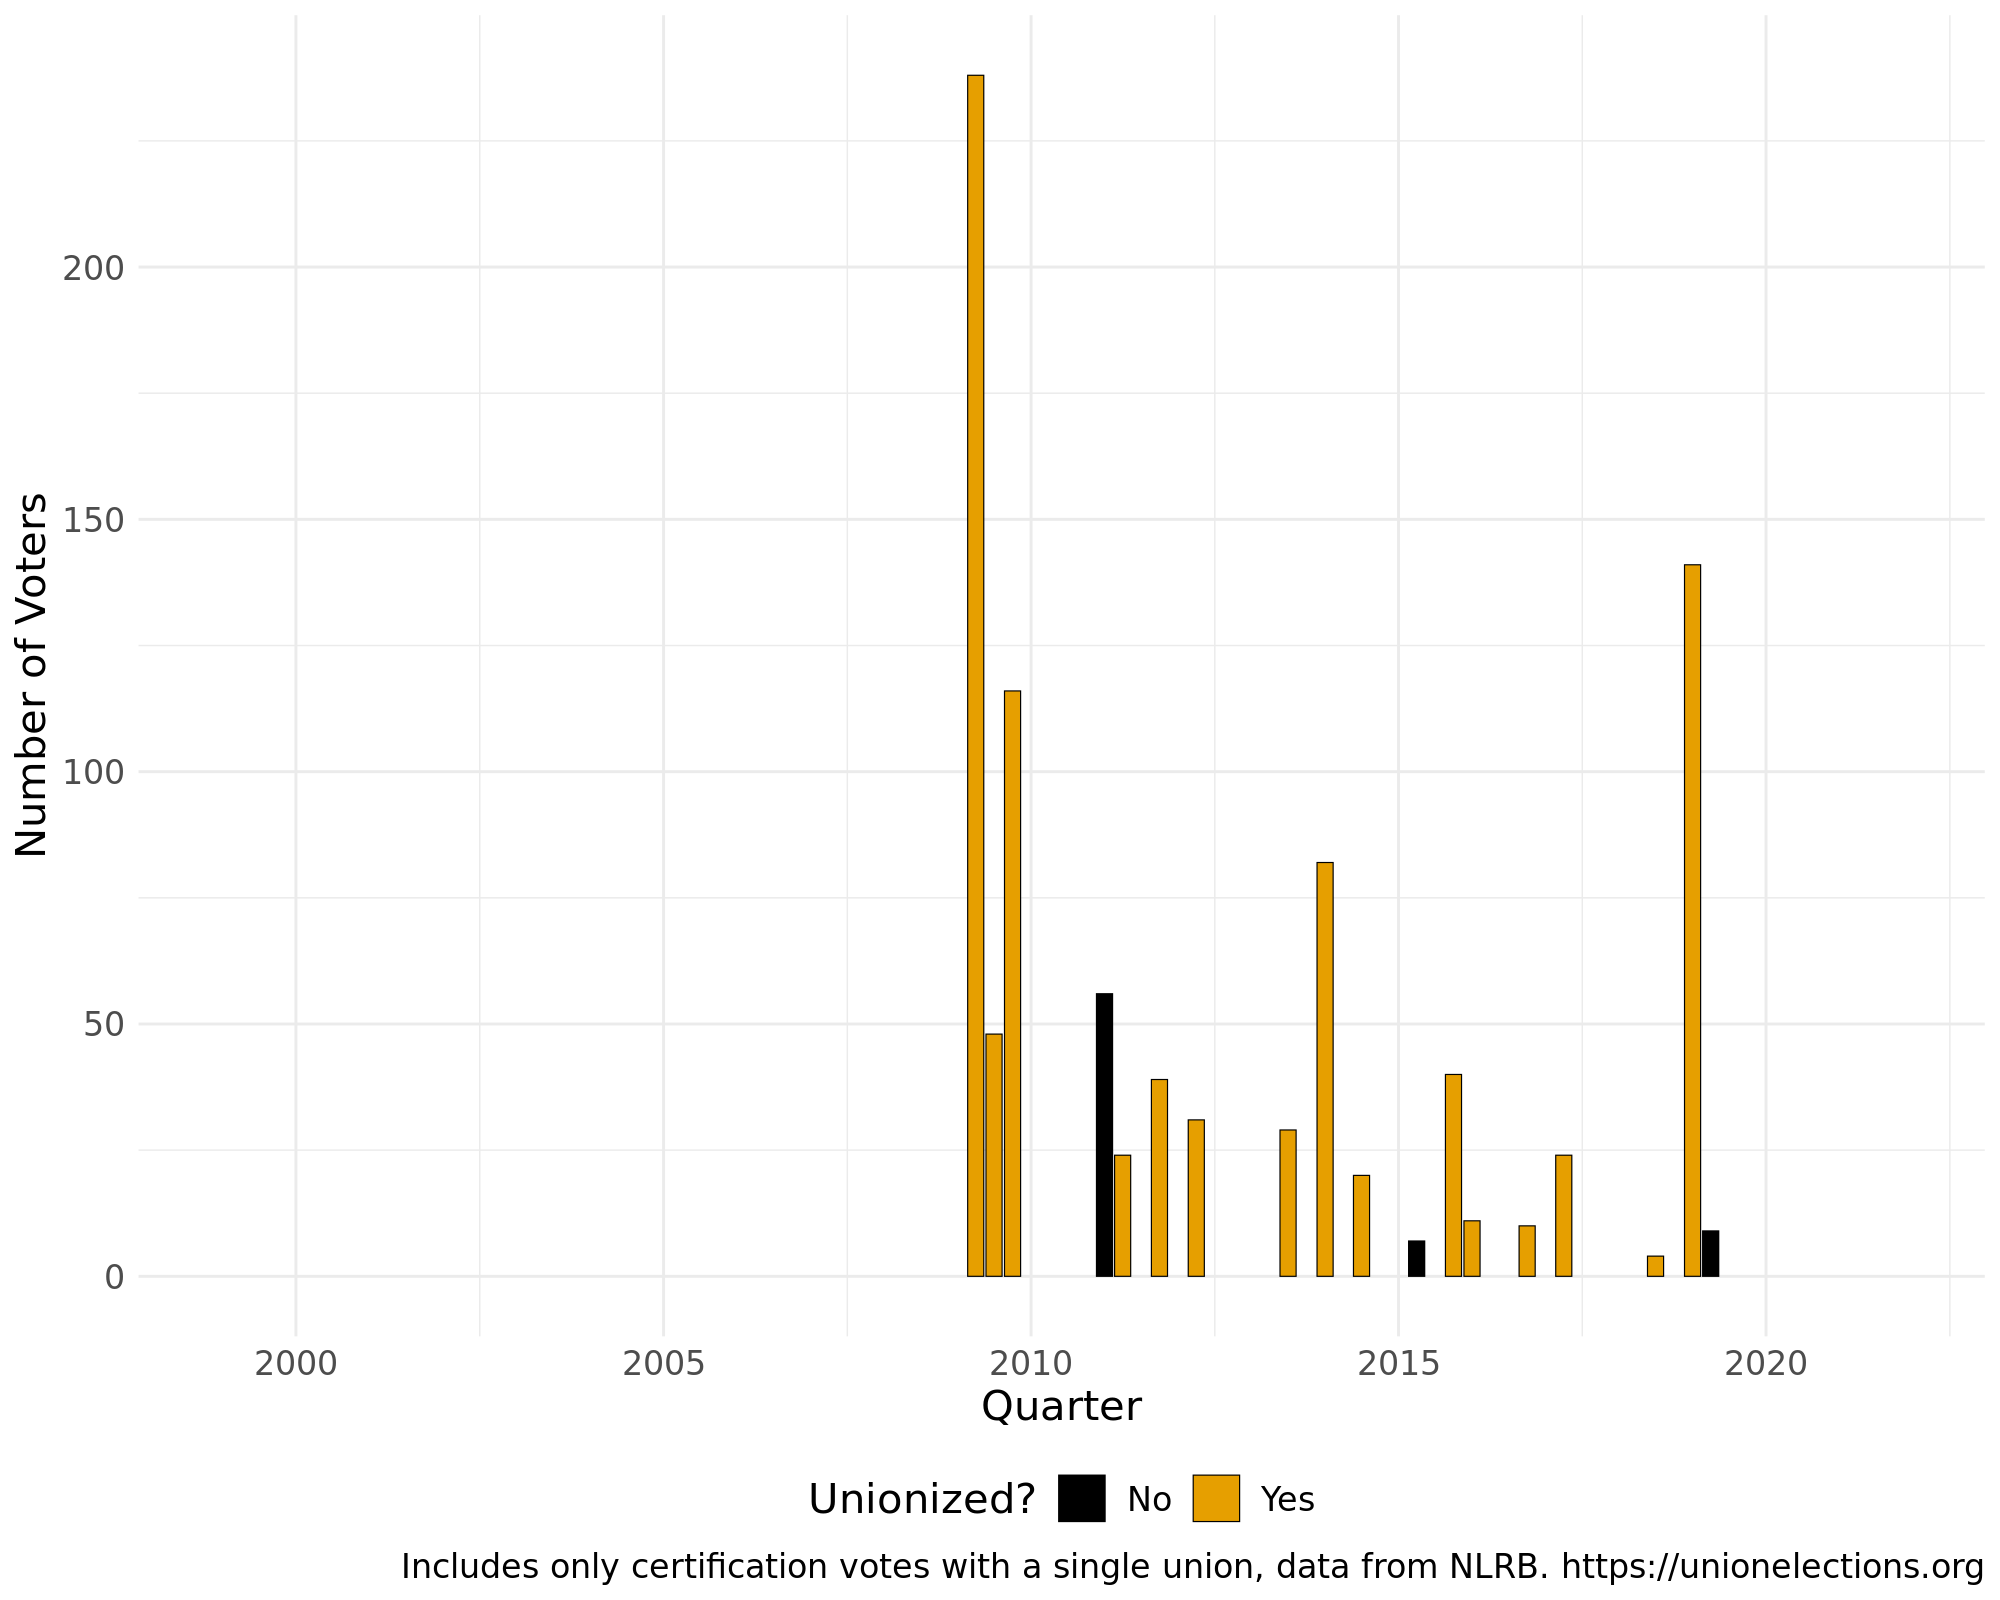 200
150
100
50
0
Number of Voters
2000 2005 2010 2015 2020
Quarter
Unionized? No Yes
Includes only certification votes with a single union, data from NLRB. https://unionelections.org